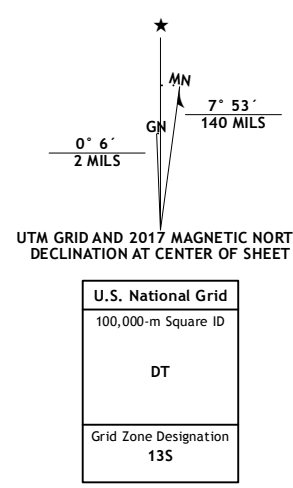 MN
7° 53´
140 MILS
GN
0° 6´
2 MILS
UTM GRID AND 2017 MAGNETIC NORT
DECLINATION AT CENTER OF SHEET
U.S. National Grid
100,000-m Square ID
DT
Grid Zone Designation
13S